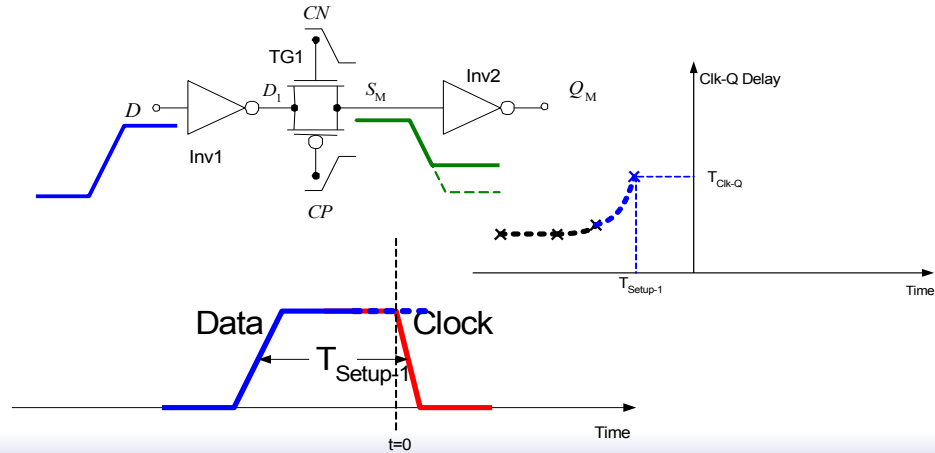 CN
TG1
D
D1
SM
Inv2
QM
Inv1
CP
Clk-Q Delay
TClk-Q
TSetup-1
Time
Data
Clock
TSetup-1
Time
t=0